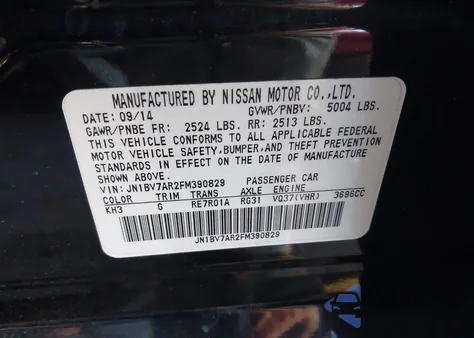 MANUFACTURED BY NISSAN MOTOR CO.,LTD.
DATE: 09/14 GVWR/PNBV: 5004 LBS.
GAWR/PNBE FR: 2524 LBS. RR: 2513 LBS.
THIS VEHICLE CONFORMS TO ALL APPLICABLE FEDERAL
MOTOR VEHICLE SAFETY,BUMPER,AND THEFT PREVENTION
STANDARDS IN EFFECT ON THE DATE OF MANUFACTURE
SHOWN ABOVE.
VIN: JN1BV7AR2FM390829 PASSENGER CAR
COLOR TRIM TRANS AXLE ENGINE
KH3 G RE7R01A RG31 VQ37(VHR) 3696CC
JN1BV7AR2FM390829